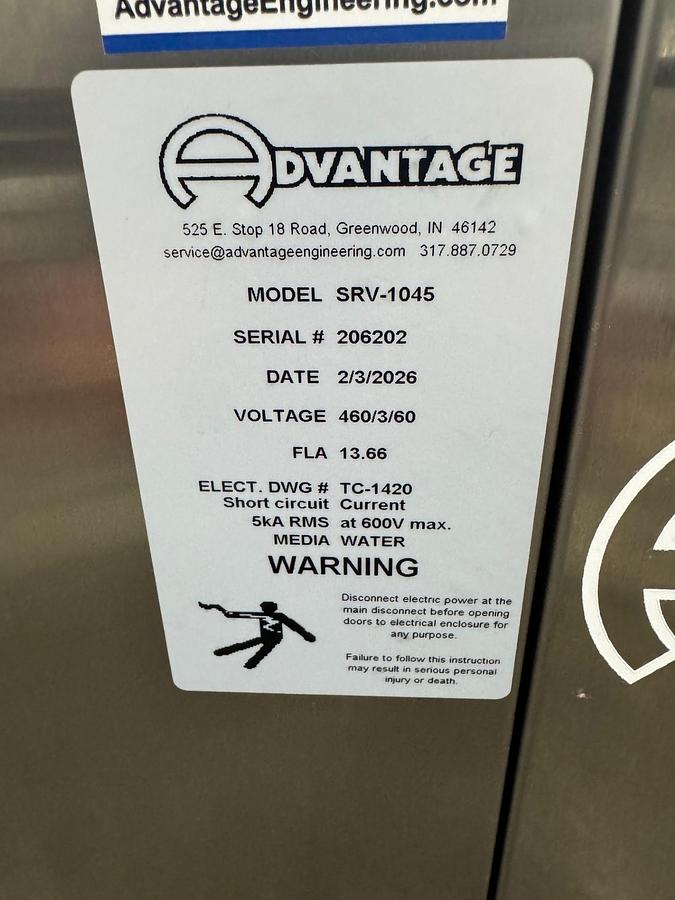 AdvantageEngineering.com
ADVANTAGE
525 E. Stop 18 Road, Greenwood, IN 46142
service@advantageengineering.com 317.887.0729
MODEL SRV-1045
SERIAL # 206202
DATE 2/3/2026
VOLTAGE 460/3/60
FLA 13.66
ELECT. DWG # TC-1420
Short circuit Current
5kA RMS at 600V max.
MEDIA WATER
WARNING
Disconnect electric power at the
main disconnect before opening
doors to electrical enclosure for
any purpose.
Failure to follow this instruction
may result in serious personal
injury or death.